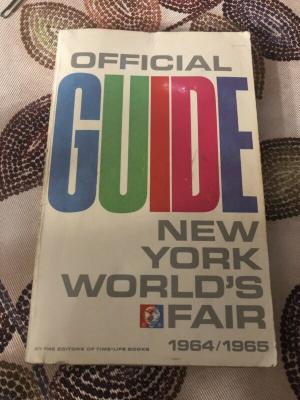 OFFICIAL
GUIDE
NEW
YORK
WORLD'S
FAIR
1964/1965
BY THE EDITORS OF TIME-LIFE BOOKS